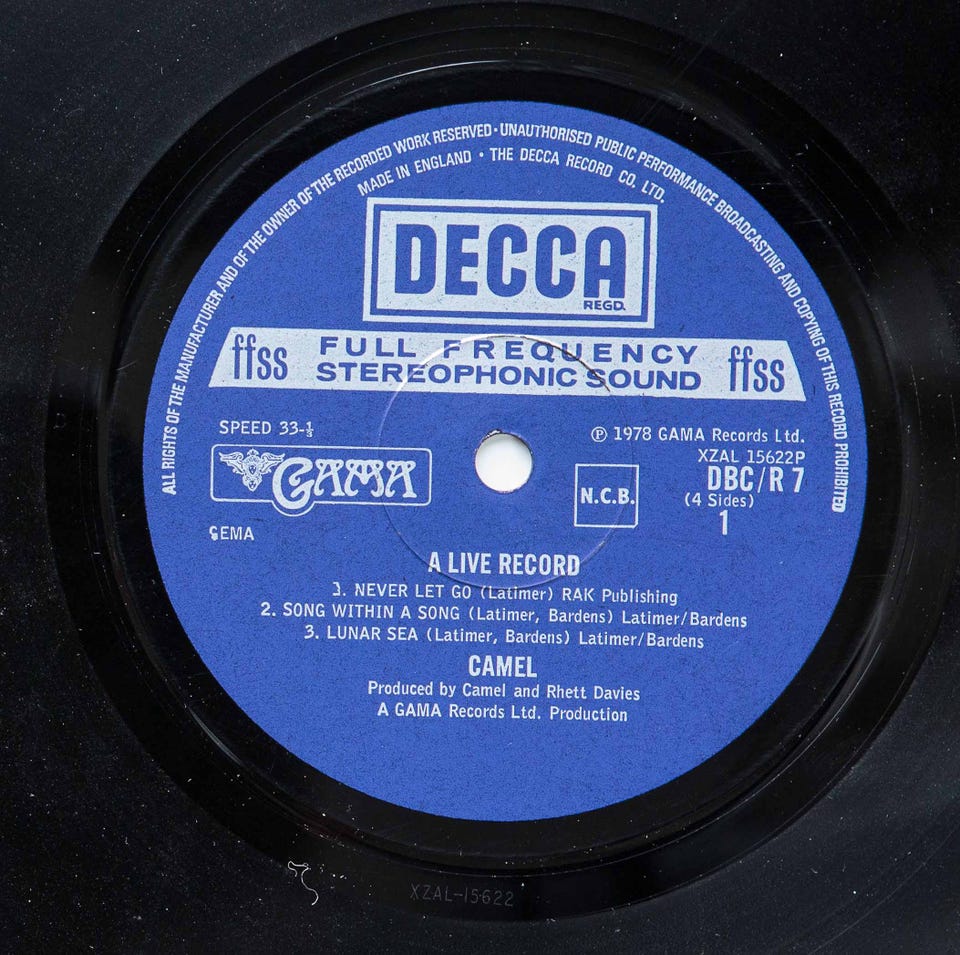 ALL RIGHTS OF THE MANUFACTURER AND OF THE OWNER OF THE RECORDED WORK RESERVED · UNAUTHORISED PUBLIC PERFORMANCE BROADCASTING AND COPYING OF THIS RECORD PROHIBITED
MADE IN ENGLAND • THE DECCA RECORD CO. LTD.
DECCA
REGD.
ffss FULL FREQUENCY STEREOPHONIC SOUND ffss
SPEED 33-⅓
℗ 1978 GAMA Records Ltd.
XZAL 15622P
GAMA
DBC/R 7
(4 Sides)
N.C.B.
1
GEMA
A LIVE RECORD
1. NEVER LET GO (Latimer) RAK Publishing
2. SONG WITHIN A SONG (Latimer, Bardens) Latimer/Bardens
3. LUNAR SEA (Latimer, Bardens) Latimer/Bardens
CAMEL
Produced by Camel and Rhett Davies
A GAMA Records Ltd. Production
XZAL-15622